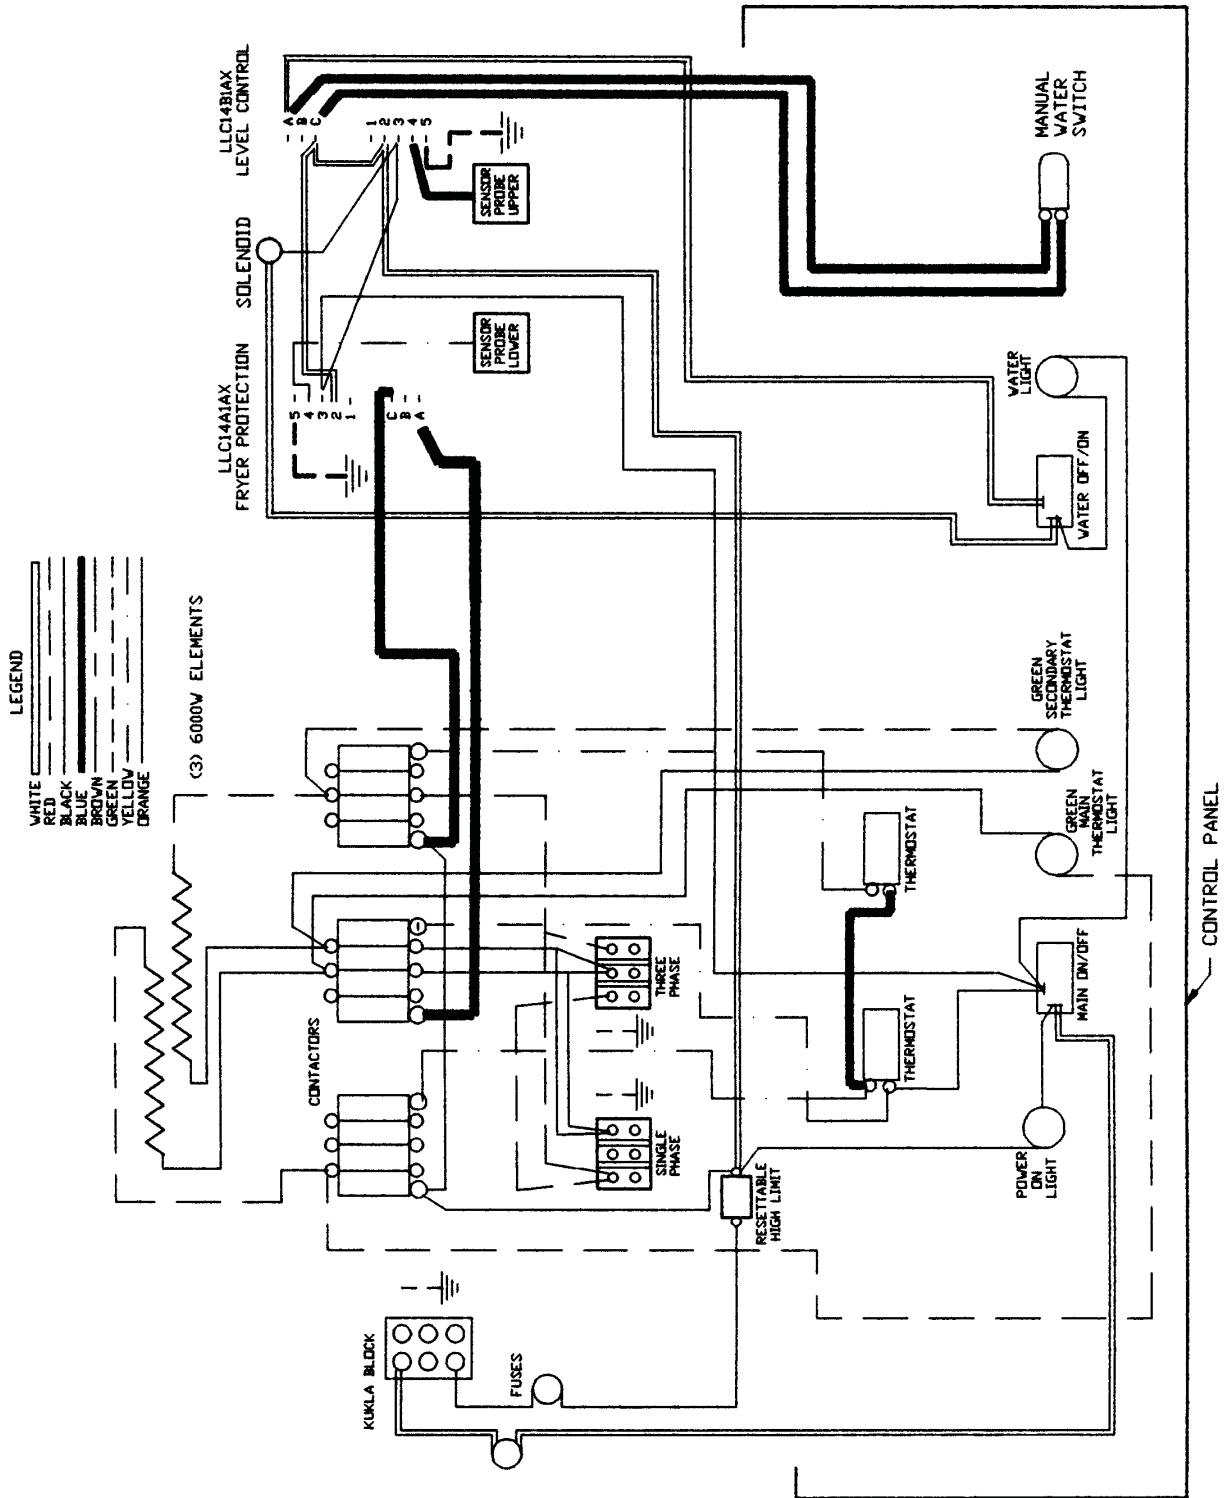 LEGEND
WHITE
RED
BLACK
BLUE
BROWN
GREEN
YELLOW
ORANGE
(3) 6000W ELEMENTS
LLC14A1AX
FRYER PROTECTION
SOLENOID
LLC14B1AX
LEVEL CONTROL
- 5
- 4
- 3
- 2
- 1
- C
- B
- A
- A
- B
- C
- 1
- 2
- 3
- 4
- 5
SENSOR
PROBE
LOWER
SENSOR
PROBE
UPPER
CONTACTORS
KUKLA BLOCK
FUSES
SINGLE
PHASE
THREE
PHASE
RESETTABLE
HIGH LIMIT
THERMOSTAT
THERMOSTAT
POWER
ON
LIGHT
MAIN ON/OFF
GREEN
MAIN
THERMOSTAT
LIGHT
GREEN
SECONDARY
THERMOSTAT
LIGHT
WATER OFF/ON
WATER
LIGHT
MANUAL
WATER
SWITCH
CONTROL PANEL